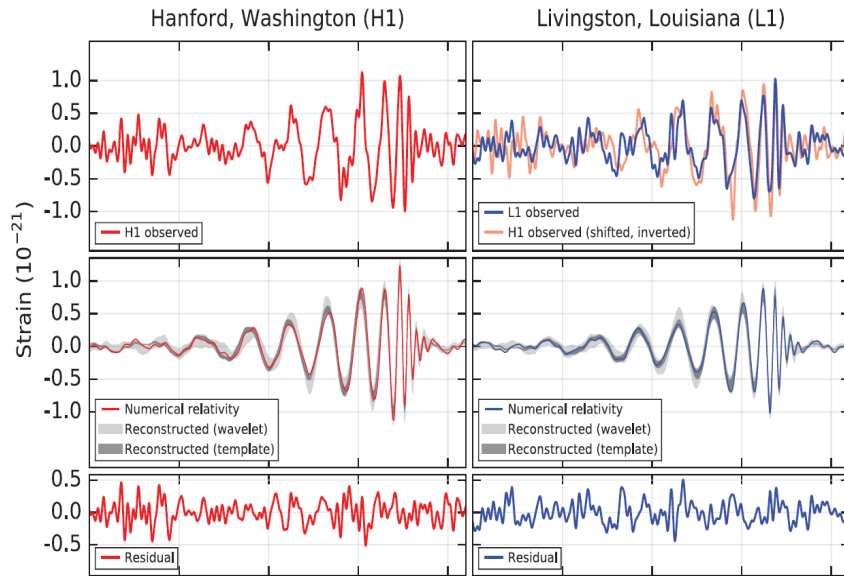 Hanford, Washington (H1)
Livingston, Louisiana (L1)
Strain (10⁻²¹)
1.0
0.5
0.0
-0.5
-1.0
H1 observed
L1 observed
H1 observed (shifted, inverted)
1.0
0.5
0.0
-0.5
-1.0
Numerical relativity
Reconstructed (wavelet)
Reconstructed (template)
Numerical relativity
Reconstructed (wavelet)
Reconstructed (template)
0.5
0.0
-0.5
Residual
Residual